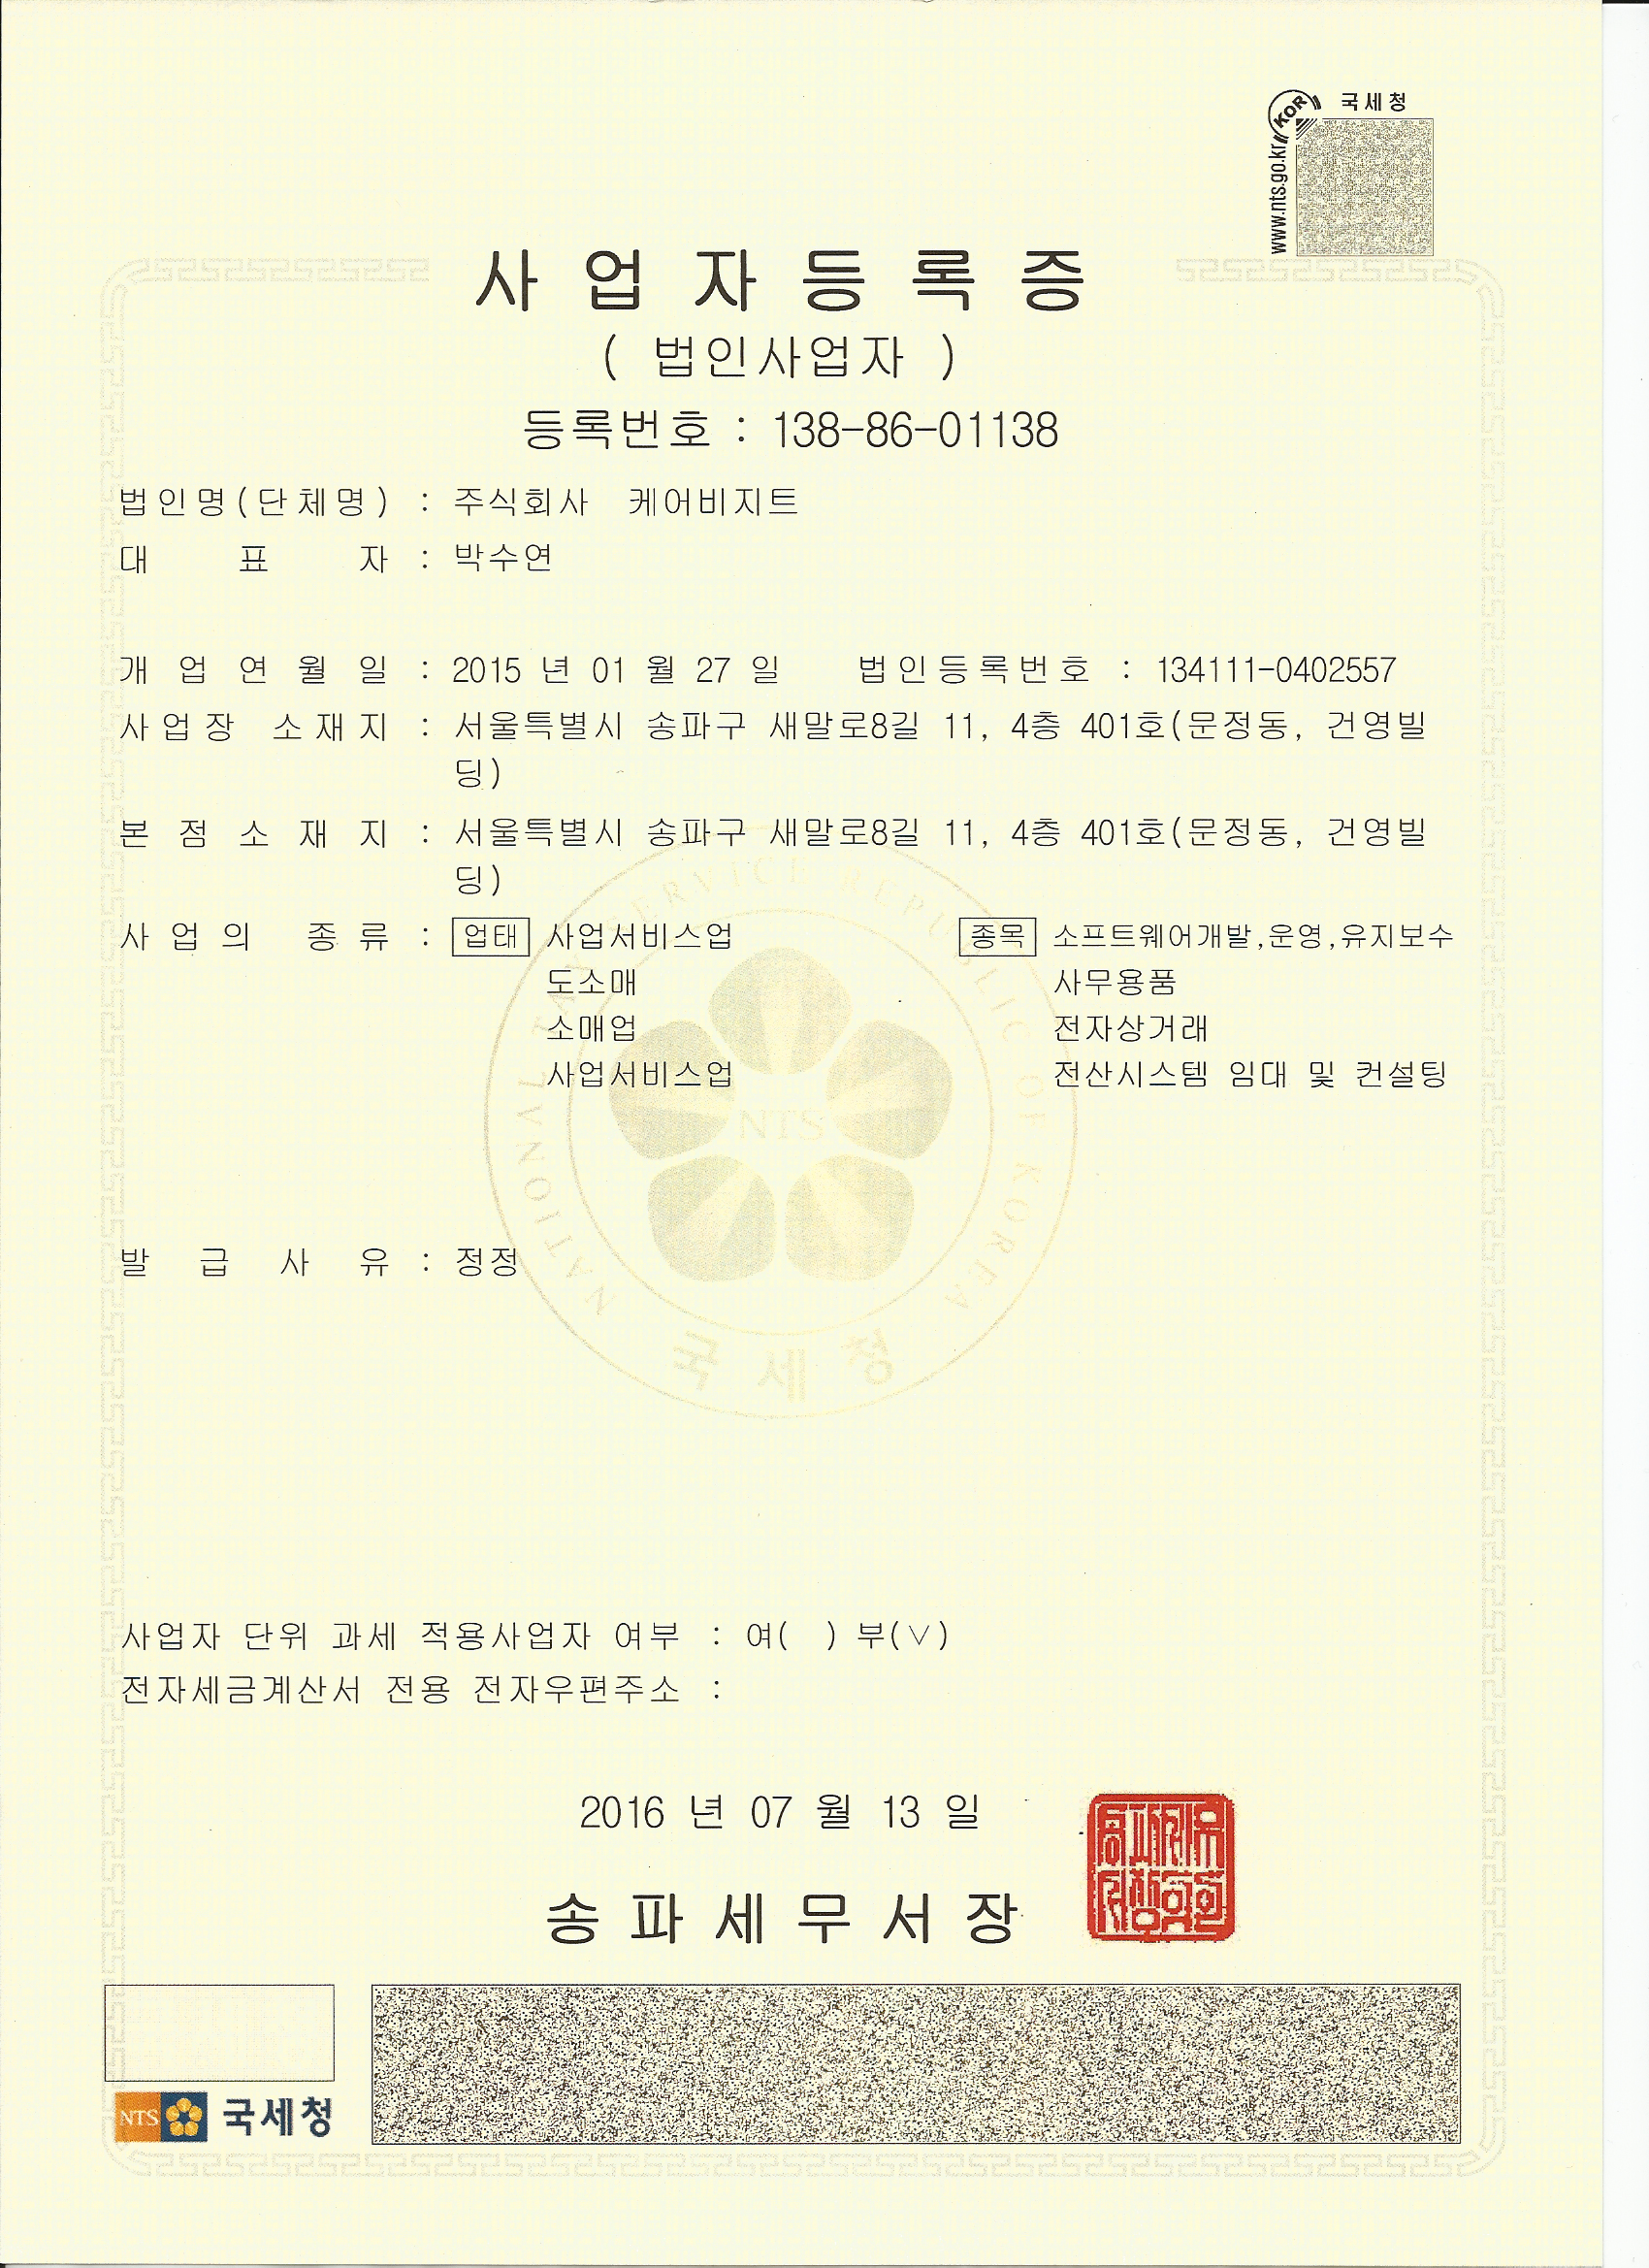 국세청
KOR
www.nts.go.kr
사업자등록증
( 법인사업자 )
등록번호 : 138-86-01138
법인명(단체명) : 주식회사 케어비지트
대표자 : 박수연
개업연월일 : 2015 년 01 월 27 일 법인등록번호 : 134111-0402557
사업장 소재지 : 서울특별시 송파구 새말로8길 11, 4층 401호(문정동, 건영빌
딩)
본점소재지 : 서울특별시 송파구 새말로8길 11, 4층 401호(문정동, 건영빌
딩)
사업의 종류 : 업태 사업서비스업 종목 소프트웨어개발,운영,유지보수
도소매 사무용품
소매업 전자상거래
사업서비스업 전산시스템 임대 및 컨설팅
NATIONAL TAX SERVICE REPUBLIC OF KOREA
NTS
국세청
발급사유 : 정정
사업자 단위 과세 적용사업자 여부 : 여( ) 부(∨)
전자세금계산서 전용 전자우편주소 :
2016 년 07 월 13 일
송파세무서장
NTS 국세청